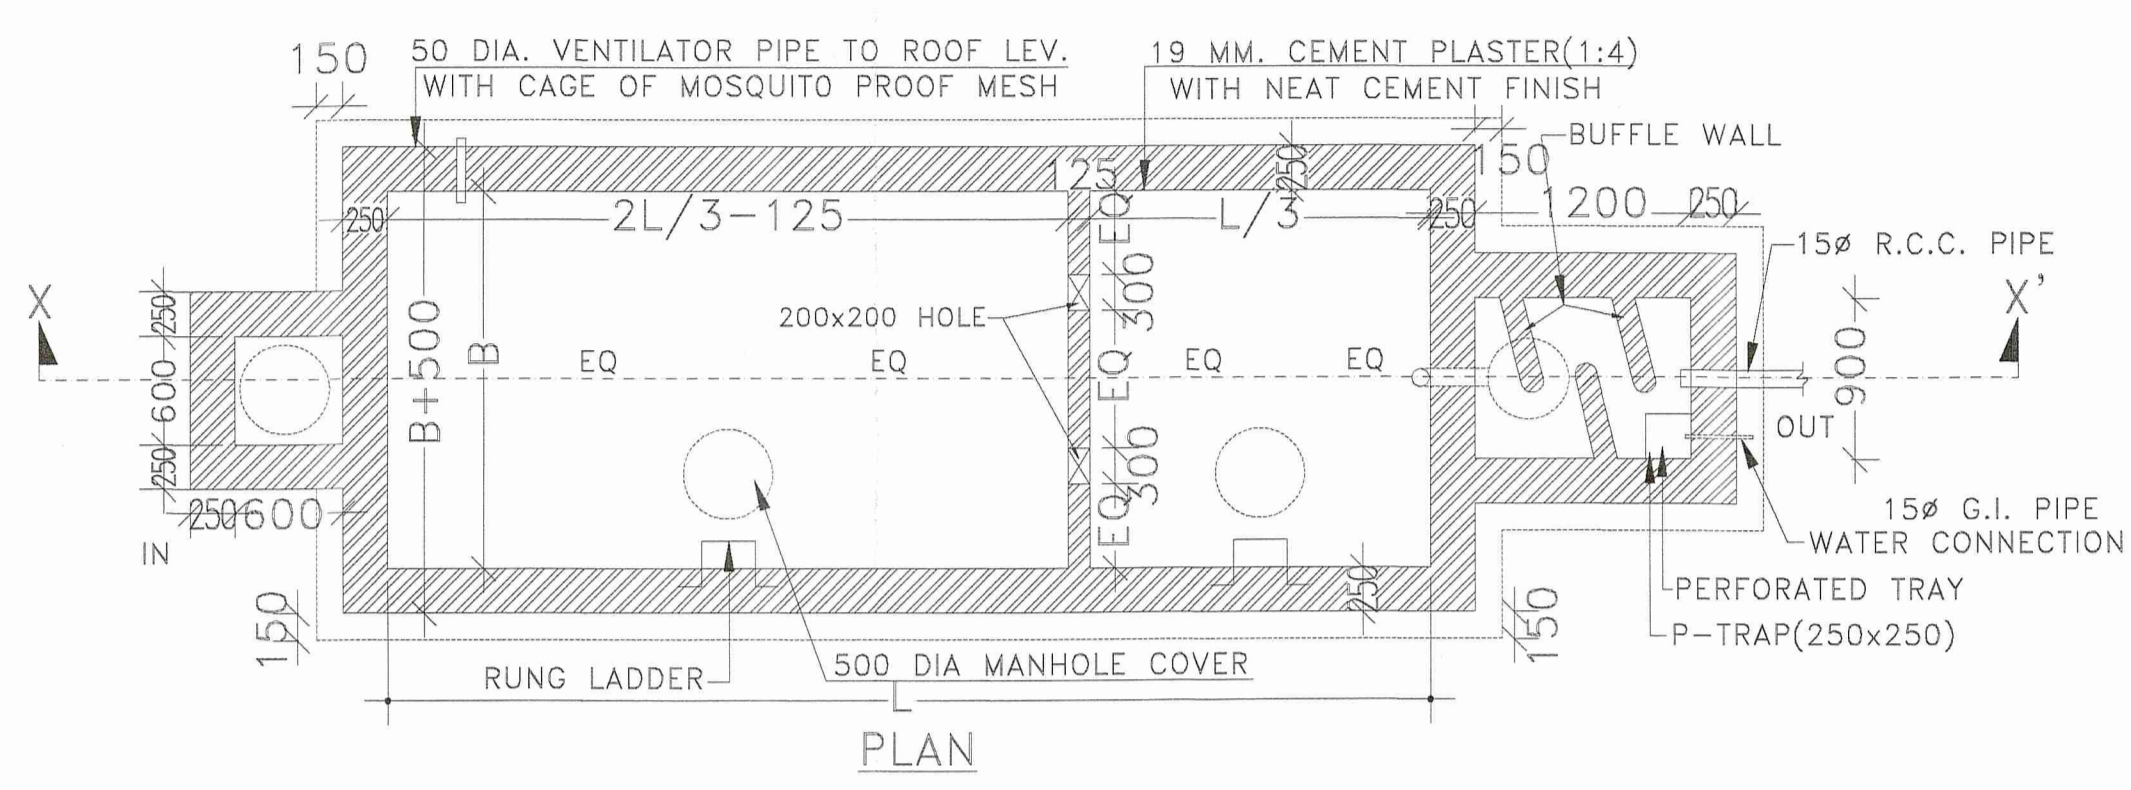 150
50 DIA. VENTILATOR PIPE TO ROOF LEV.
WITH CAGE OF MOSQUITO PROOF MESH
19 MM. CEMENT PLASTER(1:4)
WITH NEAT CEMENT FINISH
BUFFLE WALL
150
125
250
250
2L/3-125
EQ
L/3
250
1200
250
15ø R.C.C. PIPE
X
X'
250
600
250
B+500
B
200x200 HOLE
300
EQ
EQ
EQ
EQ
EQ
300
EQ
900
OUT
250
600
IN
15ø G.I. PIPE
WATER CONNECTION
PERFORATED TRAY
P-TRAP(250x250)
150
250
150
RUNG LADDER
500 DIA MANHOLE COVER
L
PLAN